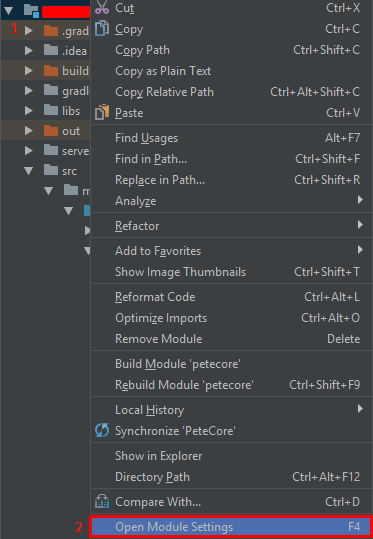 Cut Ctrl+X
1 .grad Copy Ctrl+C
.idea Copy Path Ctrl+Shift+C
build Copy as Plain Text
gradl Copy Relative Path Ctrl+Alt+Shift+C
libs Paste Ctrl+V
out Find Usages Alt+F7
serve Find in Path... Ctrl+Shift+F
src Replace in Path... Ctrl+Shift+R
m Analyze
Refactor
Add to Favorites
Show Image Thumbnails Ctrl+Shift+T
Reformat Code Ctrl+Alt+L
Optimize Imports Ctrl+Alt+O
Remove Module Delete
Build Module 'petecore'
Rebuild Module 'petecore' Ctrl+Shift+F9
Local History
Synchronize 'PeteCore'
Show in Explorer
Directory Path Ctrl+Alt+F12
Compare With... Ctrl+D
2 Open Module Settings F4